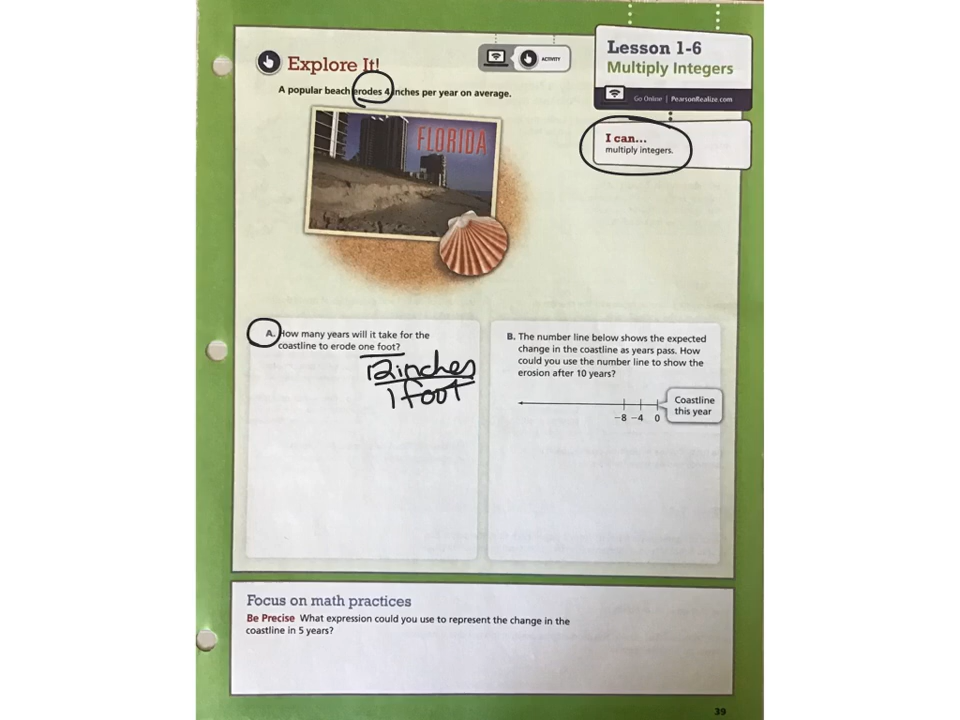 Lesson 1-6
Multiply Integers
Go Online | PearsonRealize.com
I can...
multiply integers.
Explore It!
ACTIVITY
A popular beach erodes 4 inches per year on average.
FLORIDA
A. How many years will it take for the
coastline to erode one foot?
12 inches
1 foot
B. The number line below shows the expected
change in the coastline as years pass. How
could you use the number line to show the
erosion after 10 years?
Coastline
this year
−8 −4 0
Focus on math practices
Be Precise What expression could you use to represent the change in the
coastline in 5 years?
39